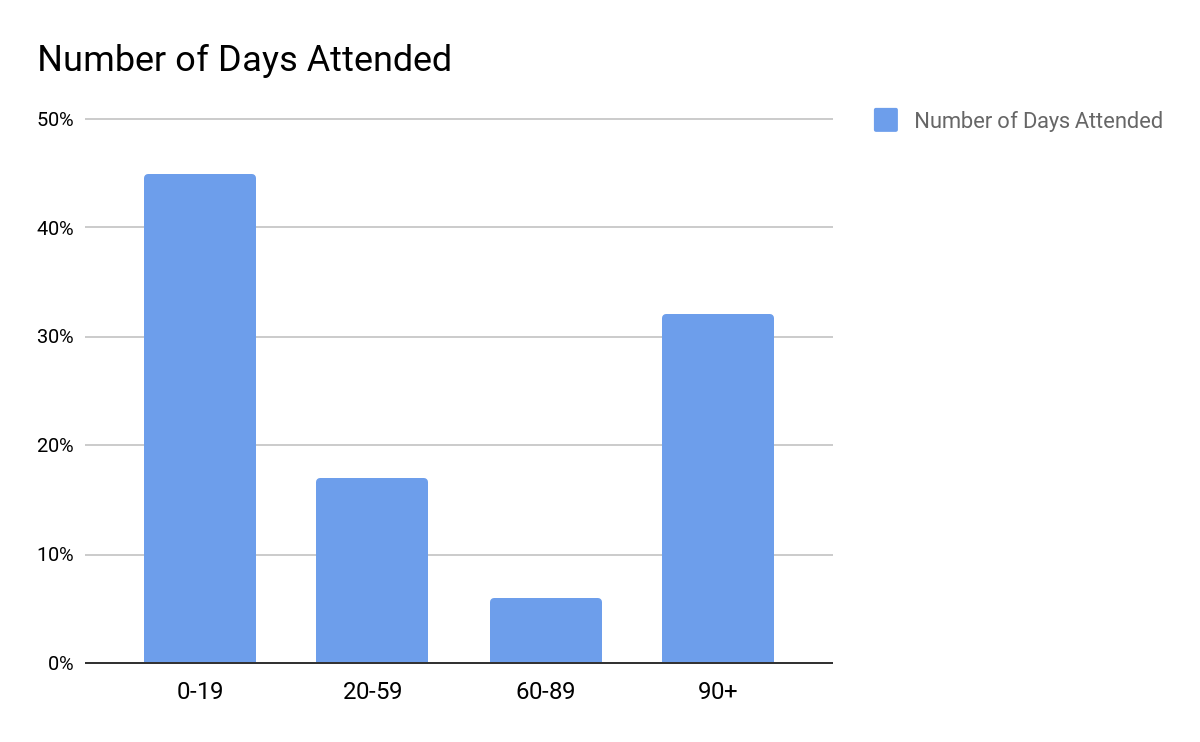 Number of Days Attended
Number of Days Attended
50%
40%
30%
20%
10%
0%
0-19 20-59 60-89 90+